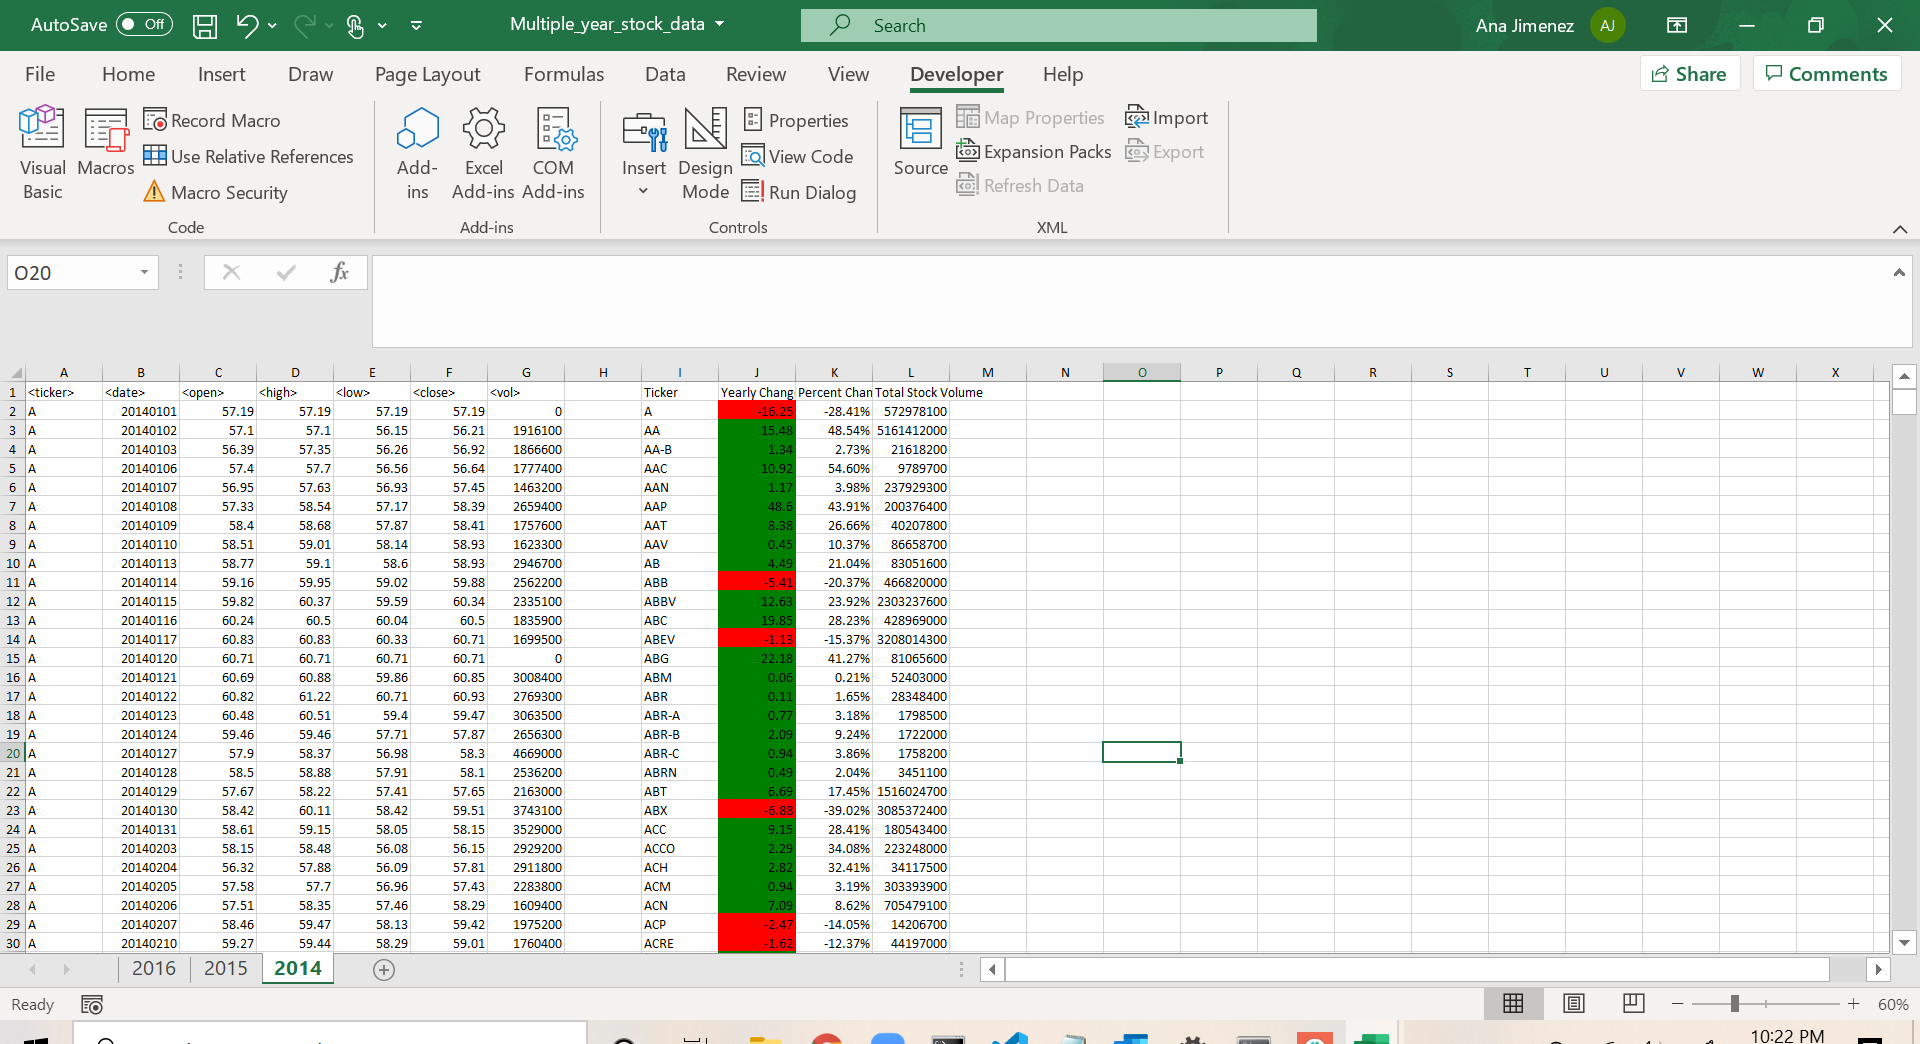 AutoSave Off Multiple_year_stock_data Search Ana Jimenez AJ
File Home Insert Draw Page Layout Formulas Data Review View Developer Help Share Comments
Visual Basic Macros Record Macro Use Relative References Macro Security
Add-ins Excel Add-ins COM Add-ins
Insert Design Mode Properties View Code Run Dialog
Source Map Properties Expansion Packs Refresh Data Import Export
Code Add-ins Controls XML
O20 fx
A B C D E F G H I J K L M N O P Q R S T U V W X
1 <ticker> <date> <open> <high> <low> <close> <vol> Ticker Yearly Chang Percent Chan Total Stock Volume
2 A 20140101 57.19 57.19 57.19 57.19 0 A -16.25 -28.41% 572978100
3 A 20140102 57.1 57.1 56.15 56.21 1916100 AA 15.48 48.54% 5161412000
4 A 20140103 56.39 57.35 56.26 56.92 1866600 AA-B 1.34 2.73% 21618200
5 A 20140106 57.4 57.7 56.56 56.64 1777400 AAC 10.92 54.60% 9789700
6 A 20140107 56.95 57.63 56.93 57.45 1463200 AAN 1.17 3.98% 237929300
7 A 20140108 57.33 58.54 57.17 58.39 2659400 AAP 48.6 43.91% 200376400
8 A 20140109 58.4 58.68 57.87 58.41 1757600 AAT 8.38 26.66% 40207800
9 A 20140110 58.51 59.01 58.14 58.93 1623300 AAV 0.45 10.37% 86658700
10 A 20140113 58.77 59.1 58.6 58.93 2946700 AB 4.49 21.04% 83051600
11 A 20140114 59.16 59.95 59.02 59.88 2562200 ABB -5.41 -20.37% 466820000
12 A 20140115 59.82 60.37 59.59 60.34 2335100 ABBV 12.63 23.92% 2303237600
13 A 20140116 60.24 60.5 60.04 60.5 1835900 ABC 19.85 28.23% 428969000
14 A 20140117 60.83 60.83 60.33 60.71 1699500 ABEV -1.13 -15.37% 3208014300
15 A 20140120 60.71 60.71 60.71 60.71 0 ABG 22.18 41.27% 81065600
16 A 20140121 60.69 60.88 59.86 60.85 3008400 ABM 0.06 0.21% 52403000
17 A 20140122 60.82 61.22 60.71 60.93 2769300 ABR 0.11 1.65% 28348400
18 A 20140123 60.48 60.51 59.4 59.47 3063500 ABR-A 0.77 3.18% 1798500
19 A 20140124 59.46 59.46 57.71 57.87 2656300 ABR-B 2.09 9.24% 1722000
20 A 20140127 57.9 58.37 56.98 58.3 4669000 ABR-C 0.94 3.86% 1758200
21 A 20140128 58.5 58.88 57.91 58.1 2536200 ABRN 0.49 2.04% 3451100
22 A 20140129 57.67 58.22 57.41 57.65 2163000 ABT 6.69 17.45% 1516024700
23 A 20140130 58.42 60.11 58.42 59.51 3743100 ABX -6.88 -39.02% 3085372400
24 A 20140131 58.61 59.15 58.05 58.15 3529000 ACC 9.15 28.41% 180543400
25 A 20140203 58.15 58.48 56.08 56.15 2929200 ACCO 2.29 34.08% 223248000
26 A 20140204 56.32 57.88 56.09 57.81 2911800 ACH 2.82 32.41% 34117500
27 A 20140205 57.58 57.7 56.96 57.43 2283800 ACM 0.94 3.19% 303393900
28 A 20140206 57.51 58.35 57.46 58.29 1609400 ACN 7.09 8.62% 705479100
29 A 20140207 58.46 59.47 58.13 59.42 1975200 ACP -2.47 -14.05% 14206700
30 A 20140210 59.27 59.44 58.29 59.01 1760400 ACRE -1.62 -12.37% 44197000
2016 2015 2014
Ready 60%
10:22 PM